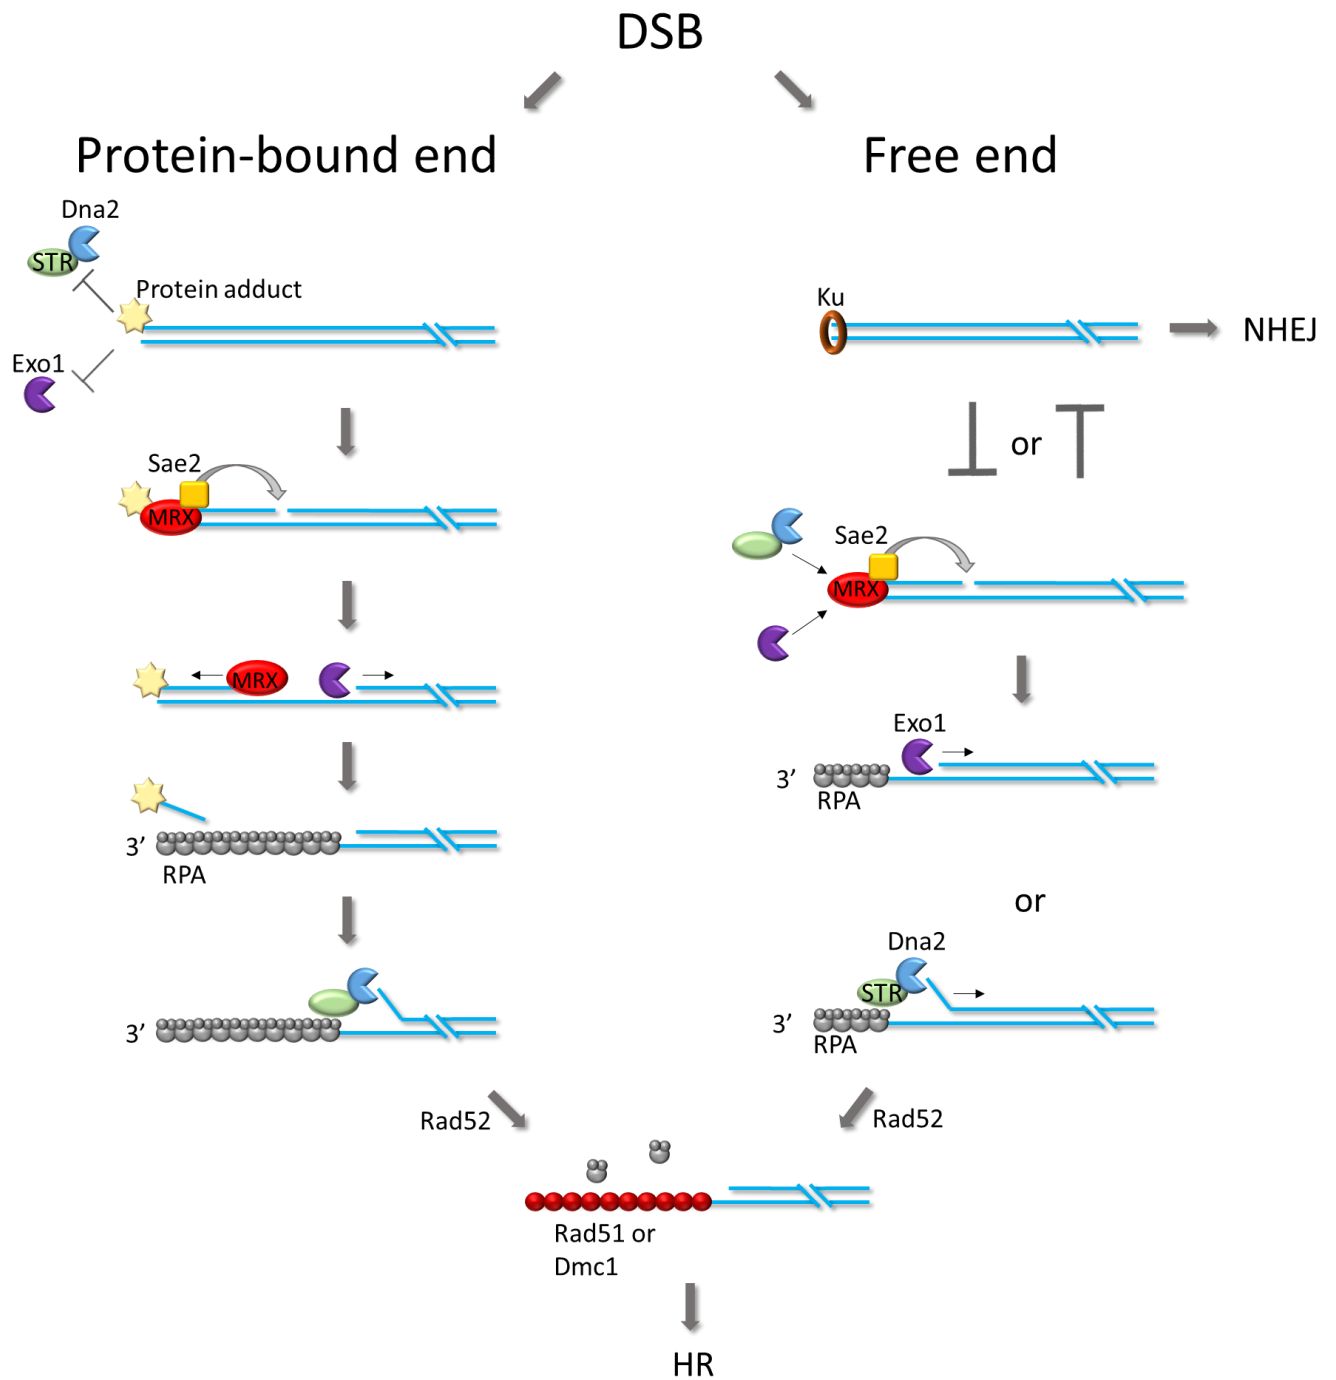 DSB
Protein-bound end
Free end
Dna2
STR
Protein adduct
Exo1
Sae2
MRX
MRX
3’
RPA
3’
Ku
NHEJ
or
Sae2
MRX
Exo1
3’
RPA
or
Dna2
STR
3’
RPA
Rad52
Rad52
Rad51 or
Dmc1
HR